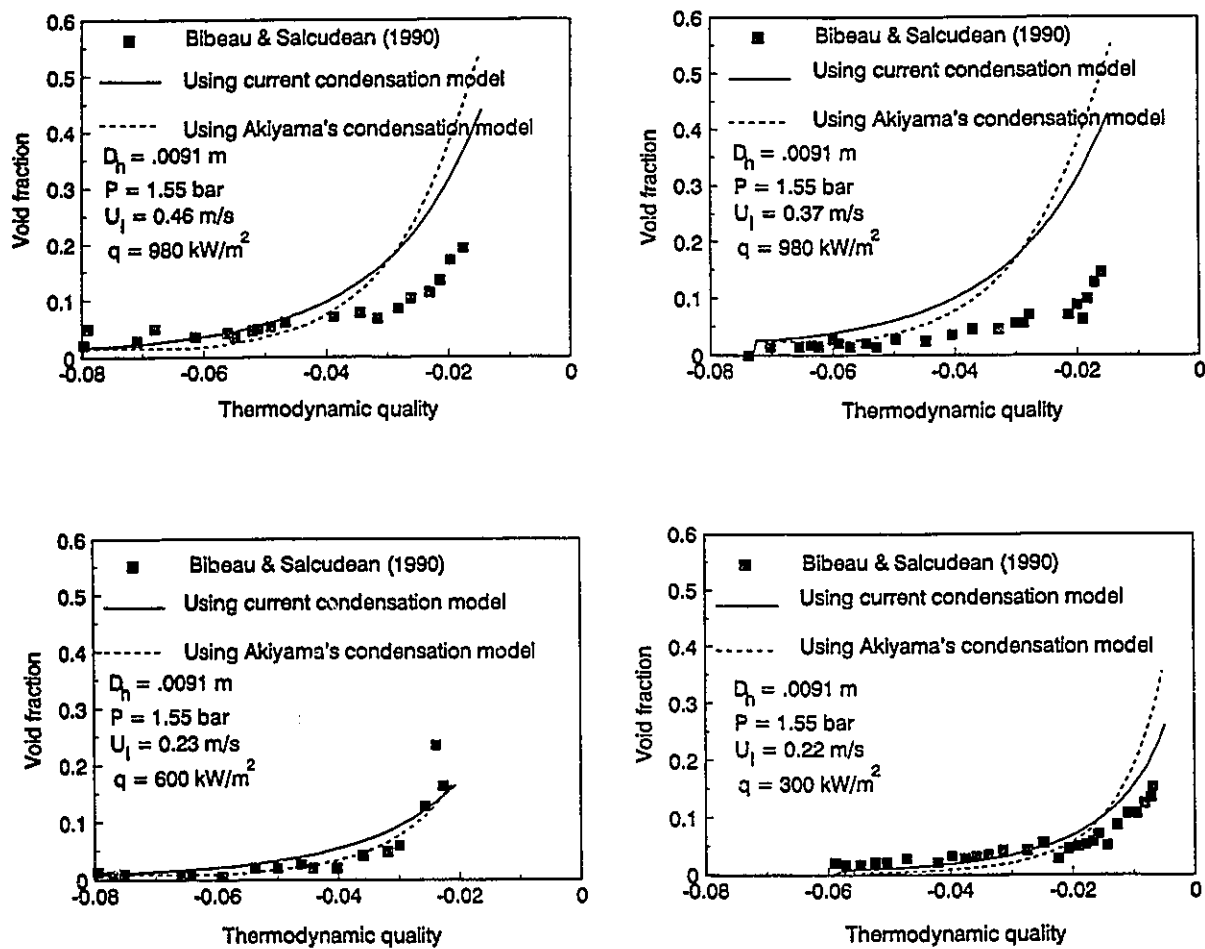 0.6
Bibeau & Salcudean (1990)
0.5
Using current condensation model
0.4
Using Akiyama's condensation model
D_h = .0091 m
0.3
P = 1.55 bar
U_l = 0.46 m/s
0.2
q = 980 kW/m²
0.1
0
-0.08
-0.06
-0.04
-0.02
0
Void fraction
Thermodynamic quality
0.6
Bibeau & Salcudean (1990)
0.5
Using current condensation model
0.4
Using Akiyama's condensation model
D_h = .0091 m
0.3
P = 1.55 bar
U_l = 0.37 m/s
0.2
q = 980 kW/m²
0.1
0
-0.08
-0.06
-0.04
-0.02
0
Void fraction
Thermodynamic quality
0.6
Bibeau & Salcudean (1990)
0.5
Using current condensation model
0.4
Using Akiyama's condensation model
D_h = .0091 m
0.3
P = 1.55 bar
U_l = 0.23 m/s
0.2
q = 600 kW/m²
0.1
0
-0.08
-0.06
-0.04
-0.02
0
Void fraction
Thermodynamic quality
0.6
Bibeau & Salcudean (1990)
0.5
Using current condensation model
0.4
Using Akiyama's condensation model
D_h = .0091 m
0.3
P = 1.55 bar
U_l = 0.22 m/s
0.2
q = 300 kW/m²
0.1
0
-0.08
-0.06
-0.04
-0.02
0
Void fraction
Thermodynamic quality